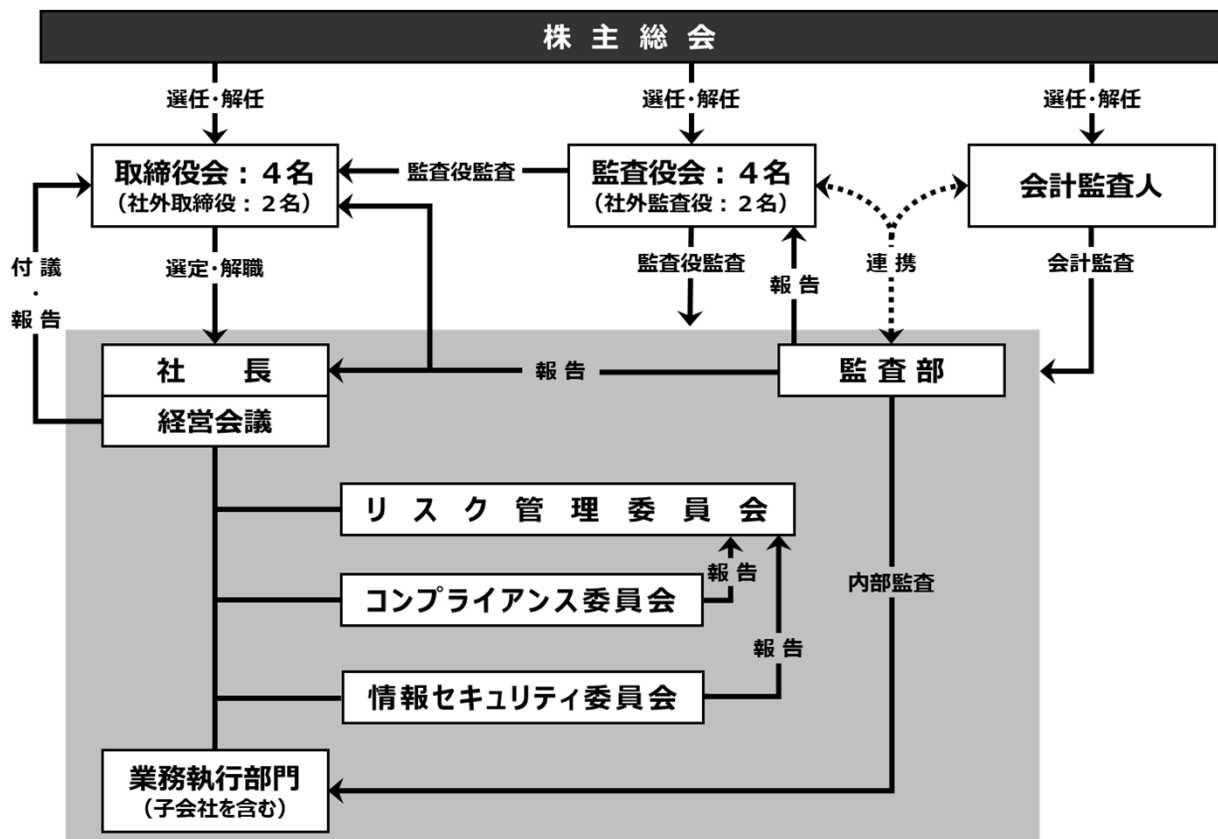 株主総会
選任・解任
選任・解任
選任・解任
取締役会：4名
（社外取締役：2名）
監査役監査
監査役会：4名
（社外監査役：2名）
会計監査人
付議・報告
選定・解職
監査役監査
報告
連携
会計監査
社長
経営会議
報告
監査部
リスク管理委員会
報告
コンプライアンス委員会
内部監査
報告
情報セキュリティ委員会
業務執行部門
（子会社を含む）